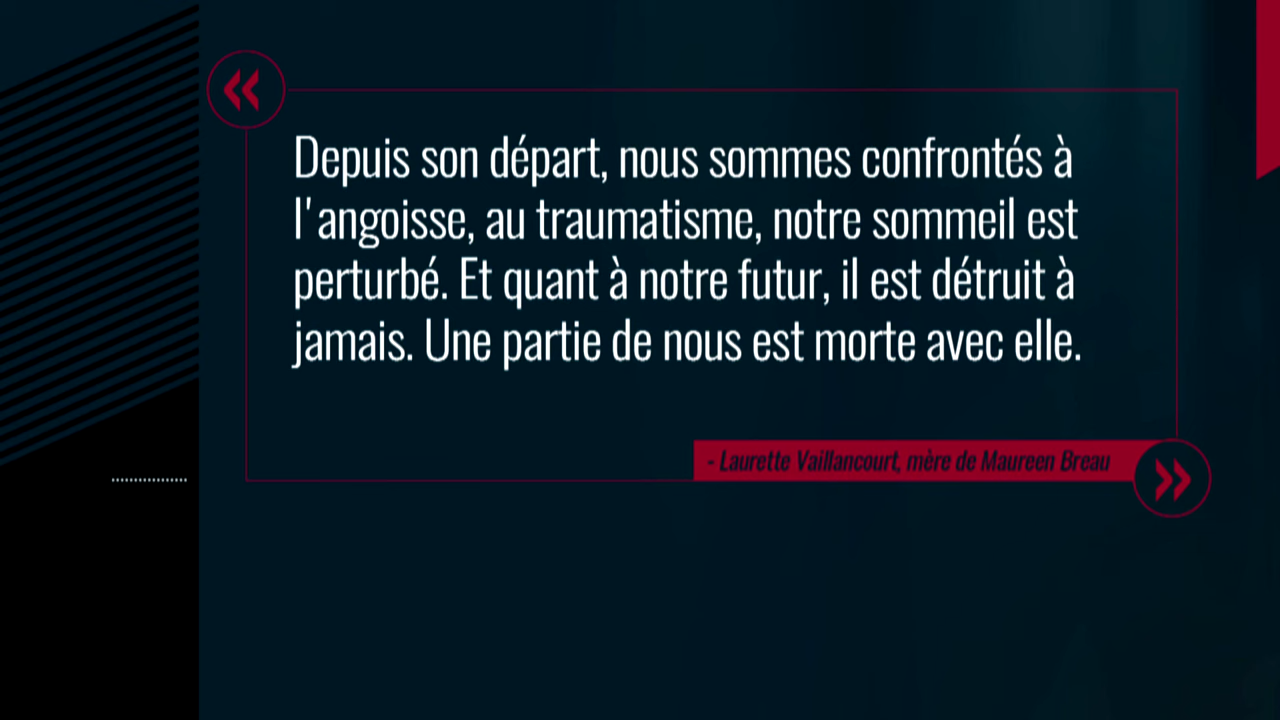 Depuis son départ, nous sommes confrontés à
l'angoisse, au traumatisme, notre sommeil est
perturbé. Et quant à notre futur, il est détruit à
jamais. Une partie de nous est morte avec elle.
- Laurette Vaillancourt, mère de Maureen Breau